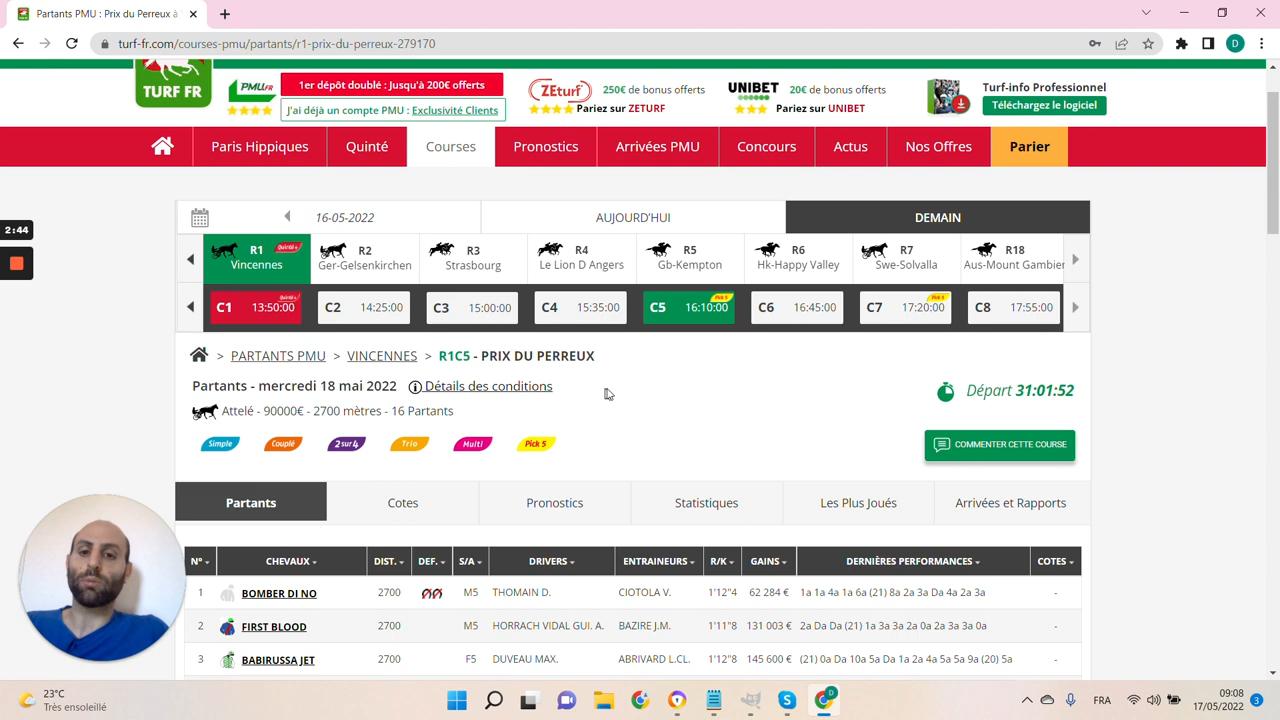 Partants PMU : Prix du Perreux à
turf-fr.com/courses-pmu/partants/r1-prix-du-perreux-279170
D
TURF FR
PMU.FR
1er dépôt doublé : Jusqu'à 200€ offerts
J'ai déjà un compte PMU : Exclusivité Clients
ZEturf
250€ de bonus offerts
Pariez sur ZETURF
UNIBET
20€ de bonus offerts
Pariez sur UNIBET
Turf-info Professionnel
Téléchargez le logiciel
Paris Hippiques
Quinté
Courses
Pronostics
Arrivées PMU
Concours
Actus
Nos Offres
Parier
16-05-2022
AUJOURD'HUI
DEMAIN
2:44
R1 Quinté+
Vincennes
R2
Ger-Gelsenkirchen
R3
Strasbourg
R4
Le Lion D Angers
R5
Gb-Kempton
R6
Hk-Happy Valley
R7
Swe-Solvalla
R18
Aus-Mount Gambier
C1 13:50:00 Quinté+
C2 14:25:00
C3 15:00:00
C4 15:35:00
C5 16:10:00 Pick 5
C6 16:45:00
C7 17:20:00 Pick 5
C8 17:55:00
> PARTANTS PMU > VINCENNES > R1C5 - PRIX DU PERREUX
Partants - mercredi 18 mai 2022 Détails des conditions
Départ 31:01:52
Attelé - 90000€ - 2700 mètres - 16 Partants
Simple Couplé 2 sur 4 Trio Multi Pick 5
COMMENTER CETTE COURSE
Partants Cotes Pronostics Statistiques Les Plus Joués Arrivées et Rapports
N° CHEVAUX DIST. DEF. S/A DRIVERS ENTRAINEURS R/K GAINS DERNIÈRES PERFORMANCES COTES
1 BOMBER DI NO 2700 M5 THOMAIN D. CIOTOLA V. 1'12"4 62 284 € 1a 1a 4a 1a 6a (21) 8a 2a 3a Da 4a 2a 3a -
2 FIRST BLOOD 2700 M5 HORRACH VIDAL GUI. A. BAZIRE J.M. 1'11"8 131 003 € 2a Da Da (21) 1a 3a 3a 2a 0a 2a 3a 3a 0a -
3 BABIRUSSA JET 2700 F5 DUVEAU MAX. ABRIVARD L.CL. 1'12"8 145 600 € (21) 0a Da 10a 5a Da 1a 2a 4a 5a 5a 9a (20) 5a -
23°C
Très ensoleillé
D
FRA
09:08
17/05/2022
3